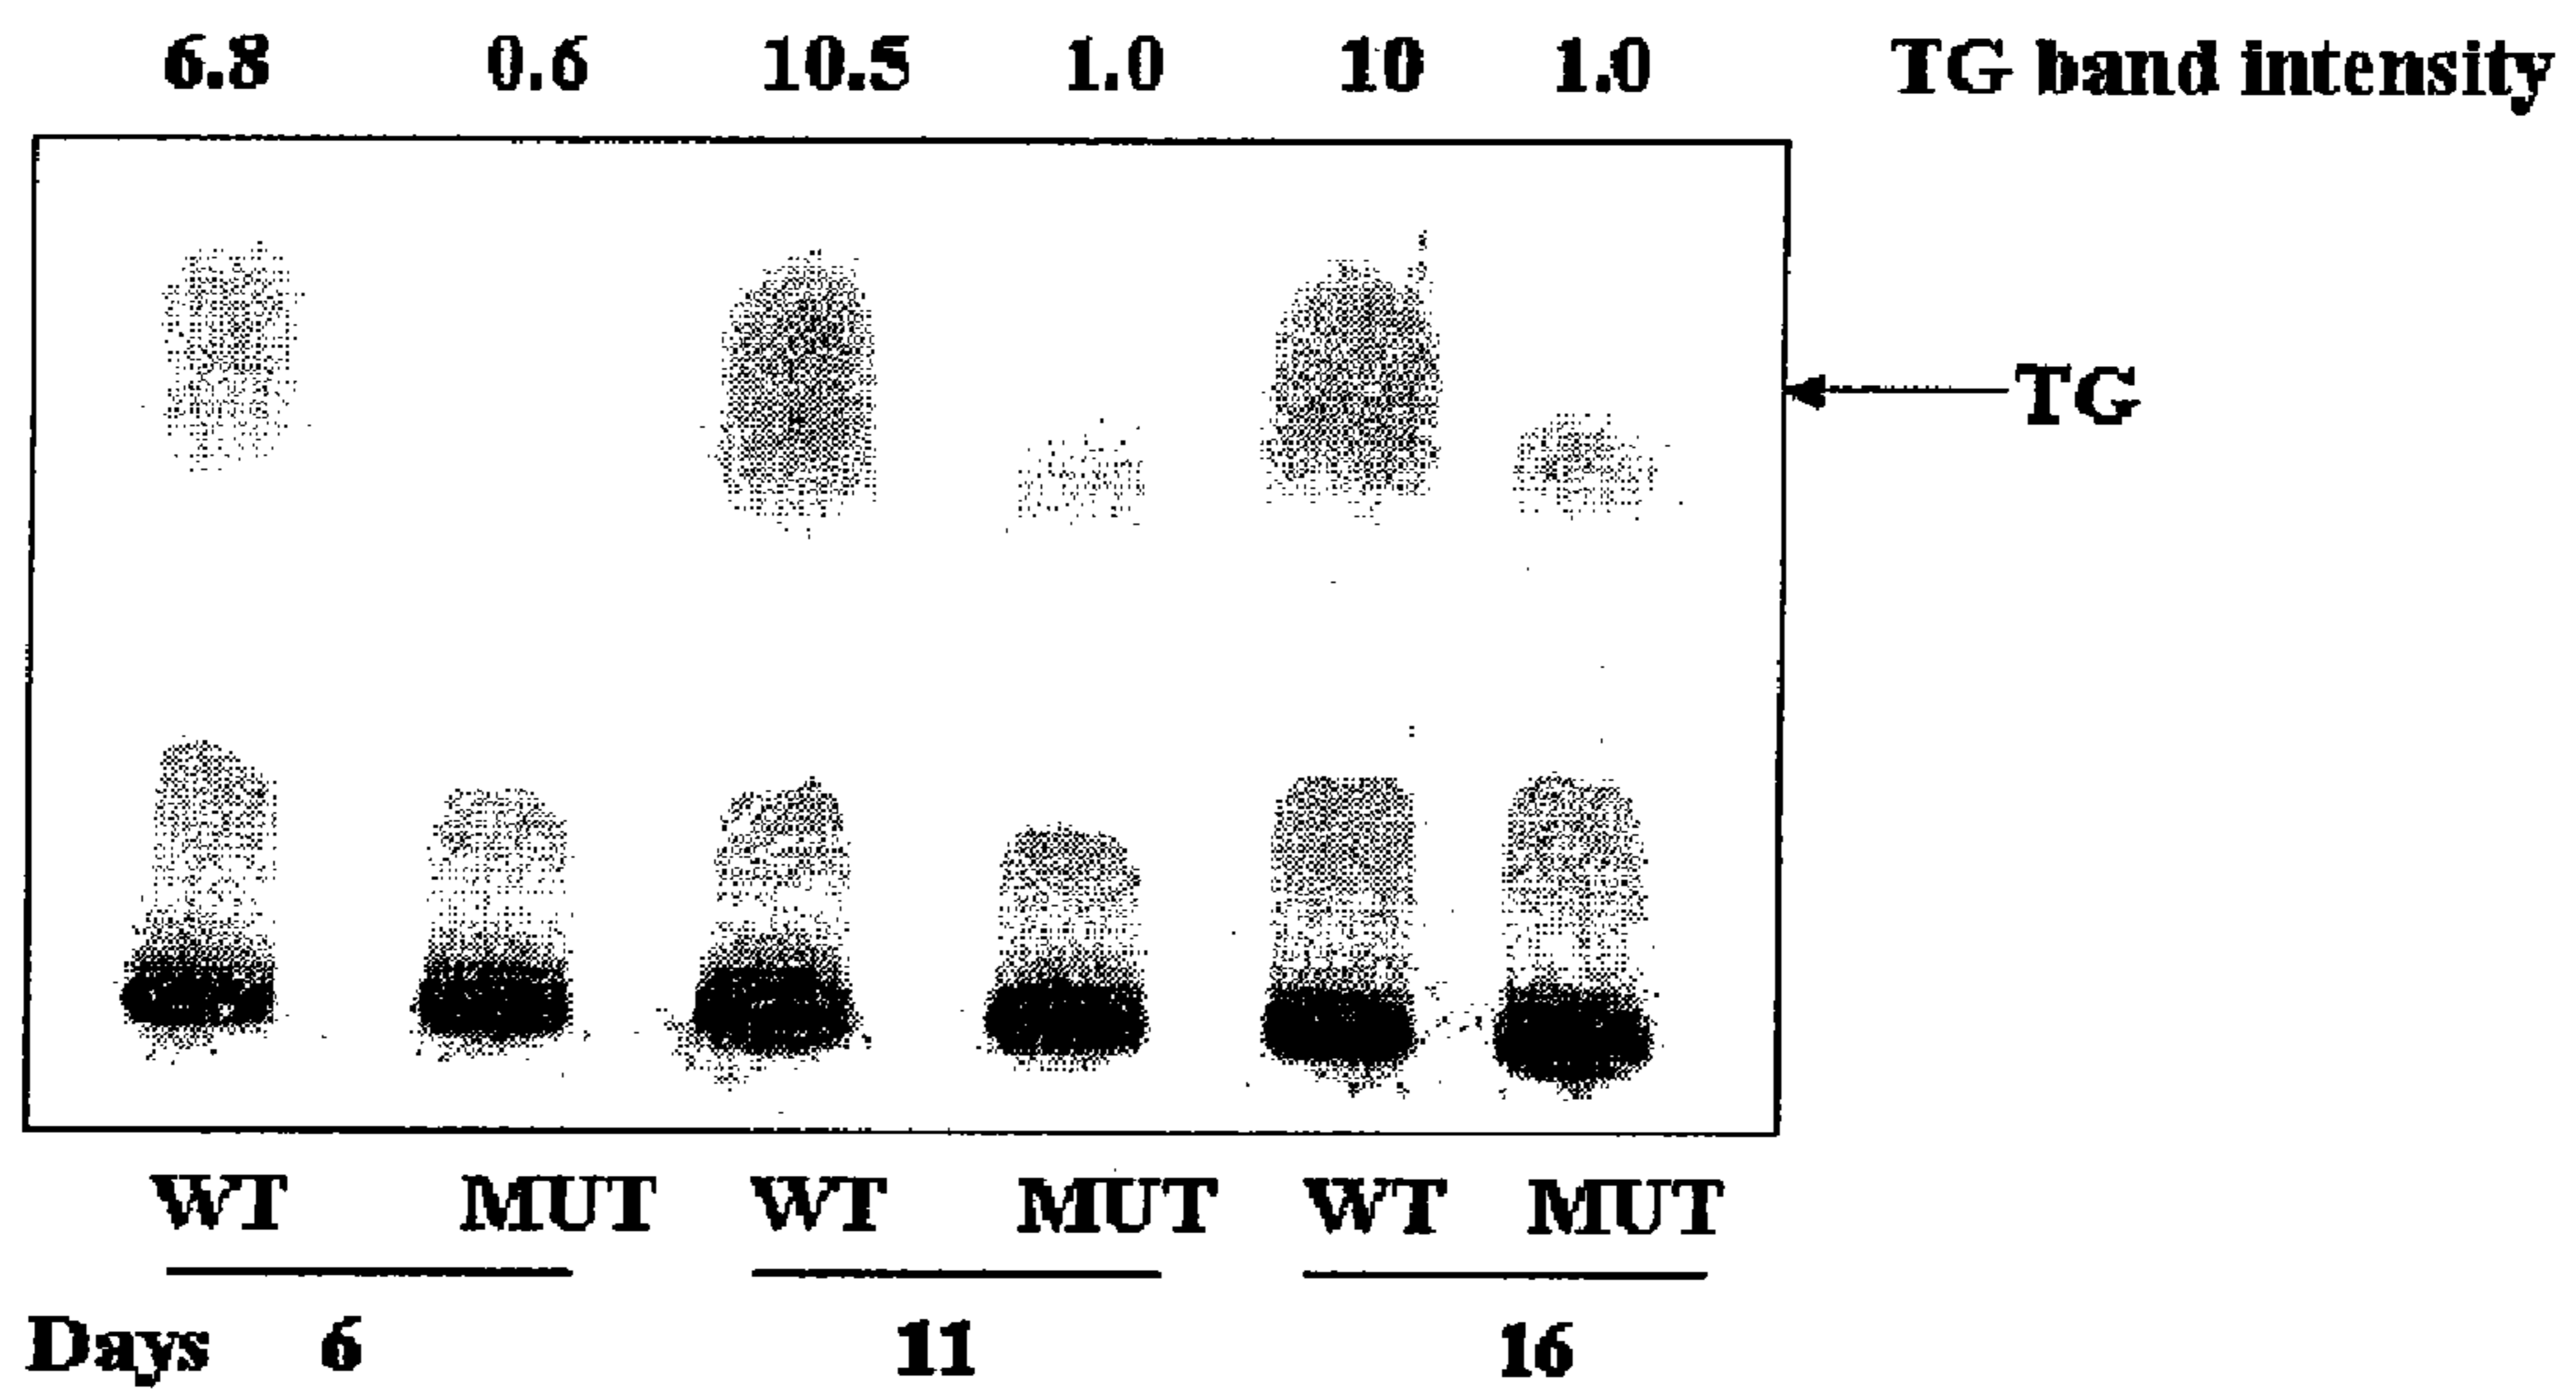 6.8 0.6 10.5 1.0 10 1.0 TG band intensity
TG
WT MUT WT MUT WT MUT
Days 6 11 16